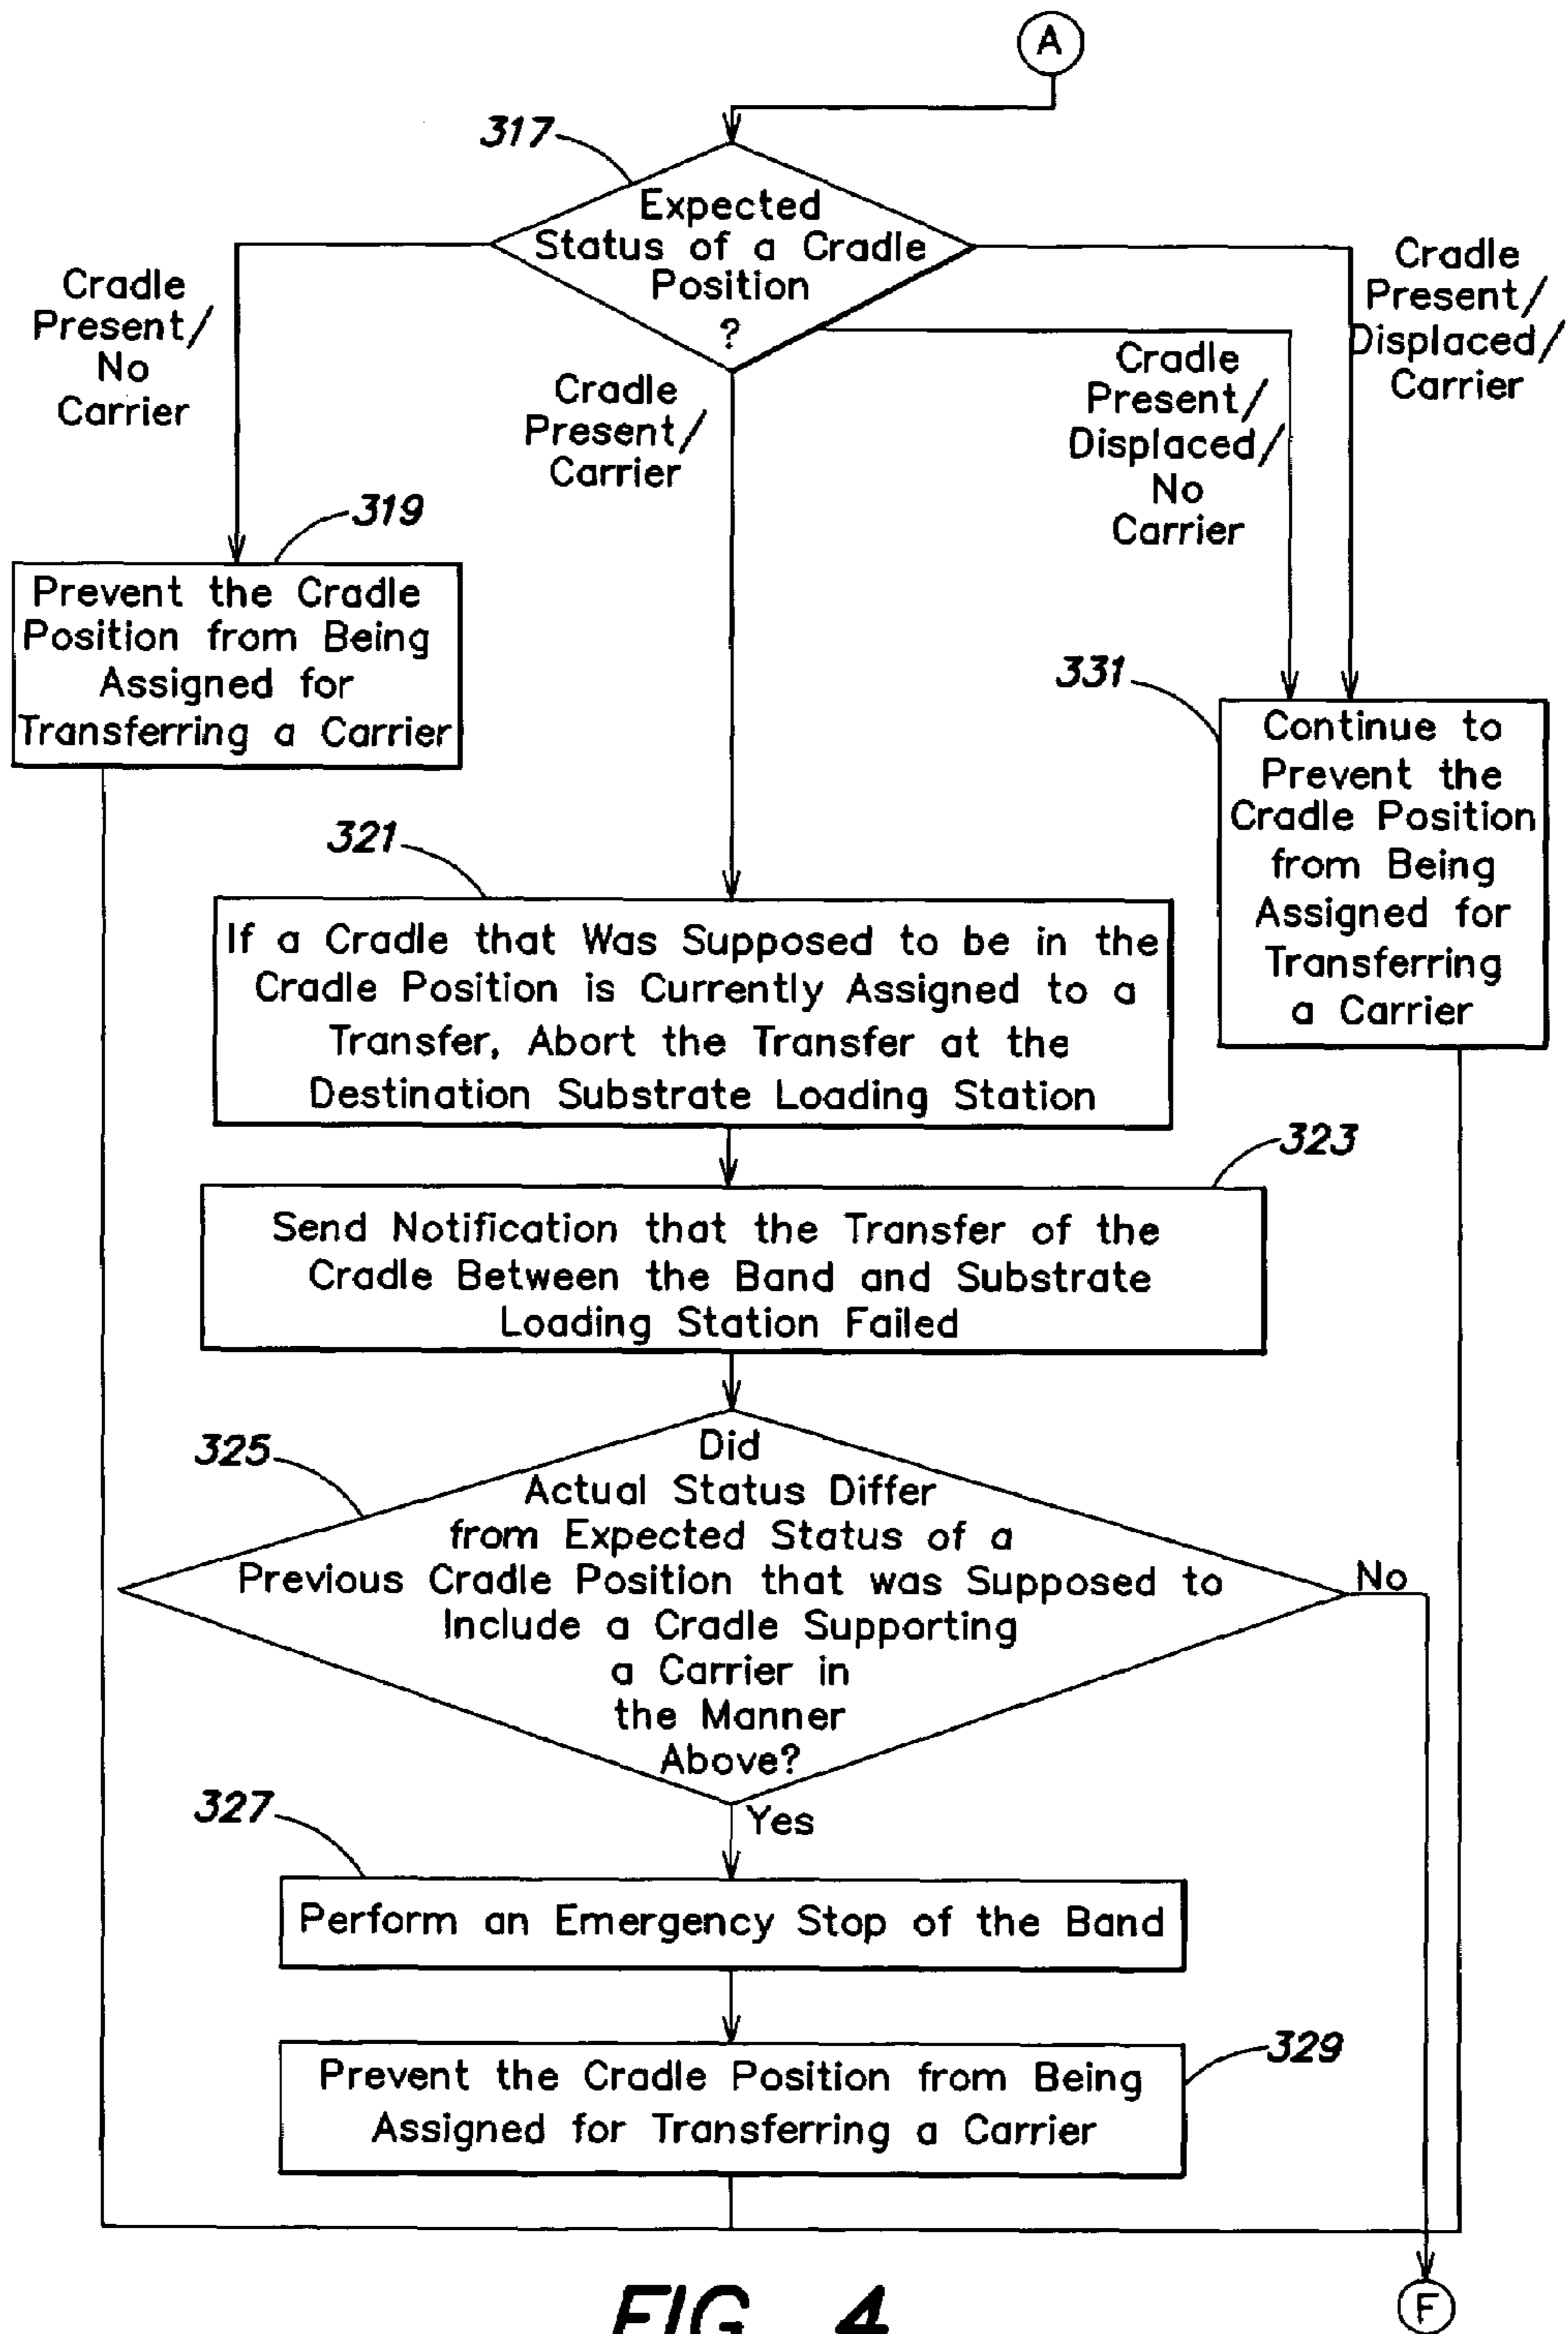 A
317
Expected
Status of a Cradle
Position
?
Cradle
Present/
No
Carrier
Cradle
Present/
Carrier
Cradle
Present/
Displaced/
No
Carrier
Cradle
Present/
Displaced/
Carrier
319
Prevent the Cradle
Position from Being
Assigned for
Transferring a Carrier
331
Continue to
Prevent the
Cradle Position
from Being
Assigned for
Transferring
a Carrier
321
If a Cradle that Was Supposed to be in the
Cradle Position is Currently Assigned to a
Transfer, Abort the Transfer at the
Destination Substrate Loading Station
323
Send Notification that the Transfer of the
Cradle Between the Band and Substrate
Loading Station Failed
325
Did
Actual Status Differ
from Expected Status of a
Previous Cradle Position that was Supposed to
Include a Cradle Supporting
a Carrier in
the Manner
Above?
No
Yes
327
Perform an Emergency Stop of the Band
329
Prevent the Cradle Position from Being
Assigned for Transferring a Carrier
F
FIG. 4